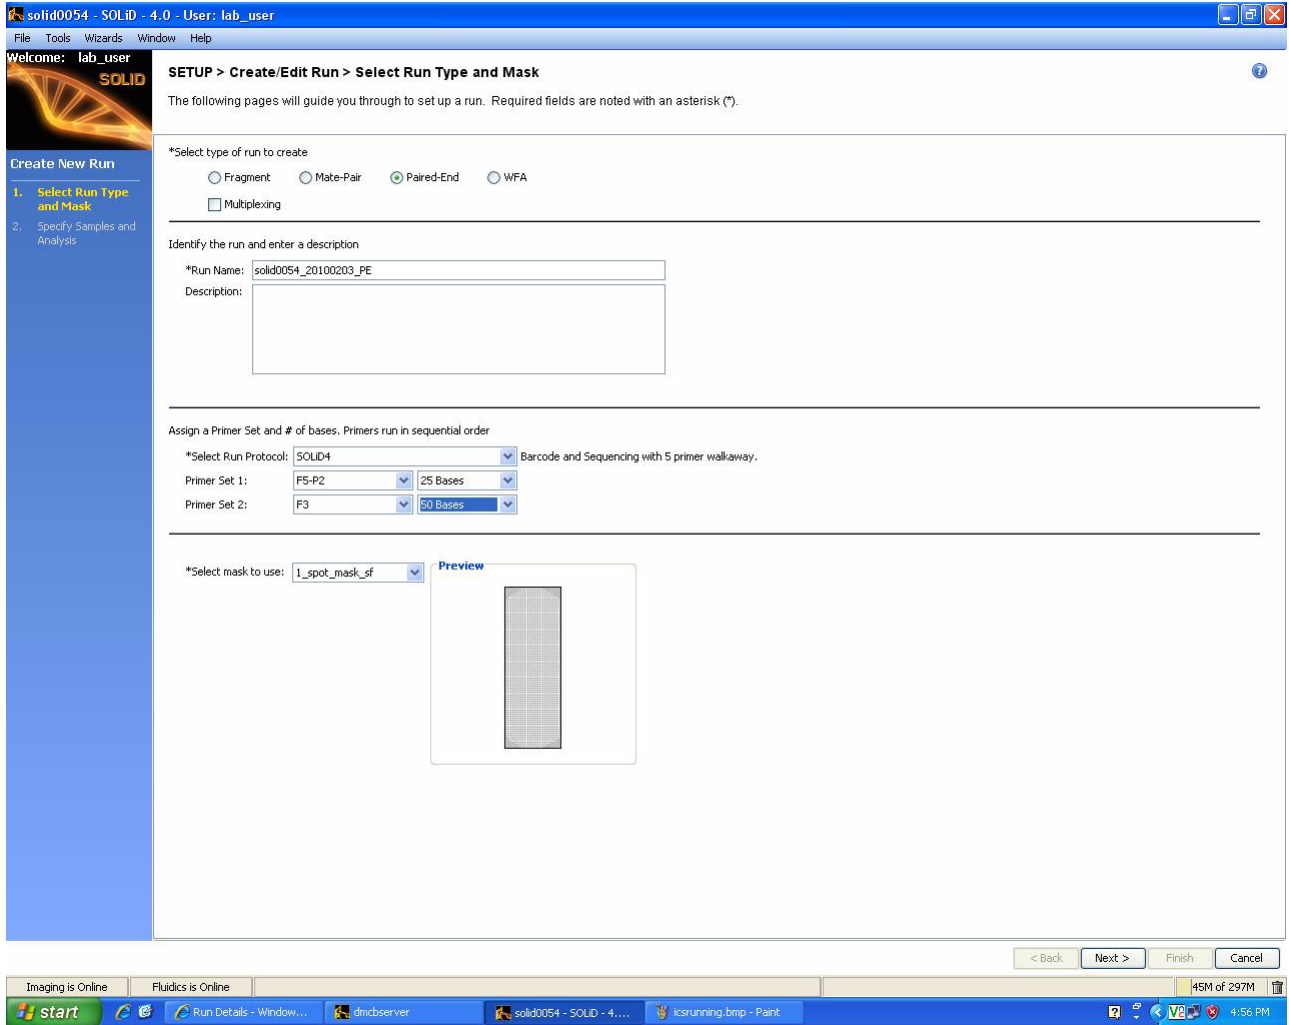 solid0054 - SOLiD - 4.0 - User: lab_user
File Tools Wizards Window Help
Welcome: lab_user
SOLiD
SETUP > Create/Edit Run > Select Run Type and Mask
The following pages will guide you through to set up a run. Required fields are noted with an asterisk (*).
Create New Run
1. Select Run Type and Mask
2. Specify Samples and Analysis
*Select type of run to create
Fragment Mate-Pair Paired-End WFA
Multiplexing
Identify the run and enter a description
*Run Name: solid0054_20100203_PE
Description:
Assign a Primer Set and # of bases. Primers run in sequential order
*Select Run Protocol: SOLiD4 Barcode and Sequencing with 5 primer walkaway.
Primer Set 1: F5-P2 25 Bases
Primer Set 2: F3 50 Bases
*Select mask to use: 1_spot_mask_sf Preview
< Back Next > Finish Cancel
Imaging is Online Fluidics is Online 45M of 297M
start Run Details - Window... dmcbserver solid0054 - SOLiD - 4.... icsrunning.bmp - Paint 4:56 PM